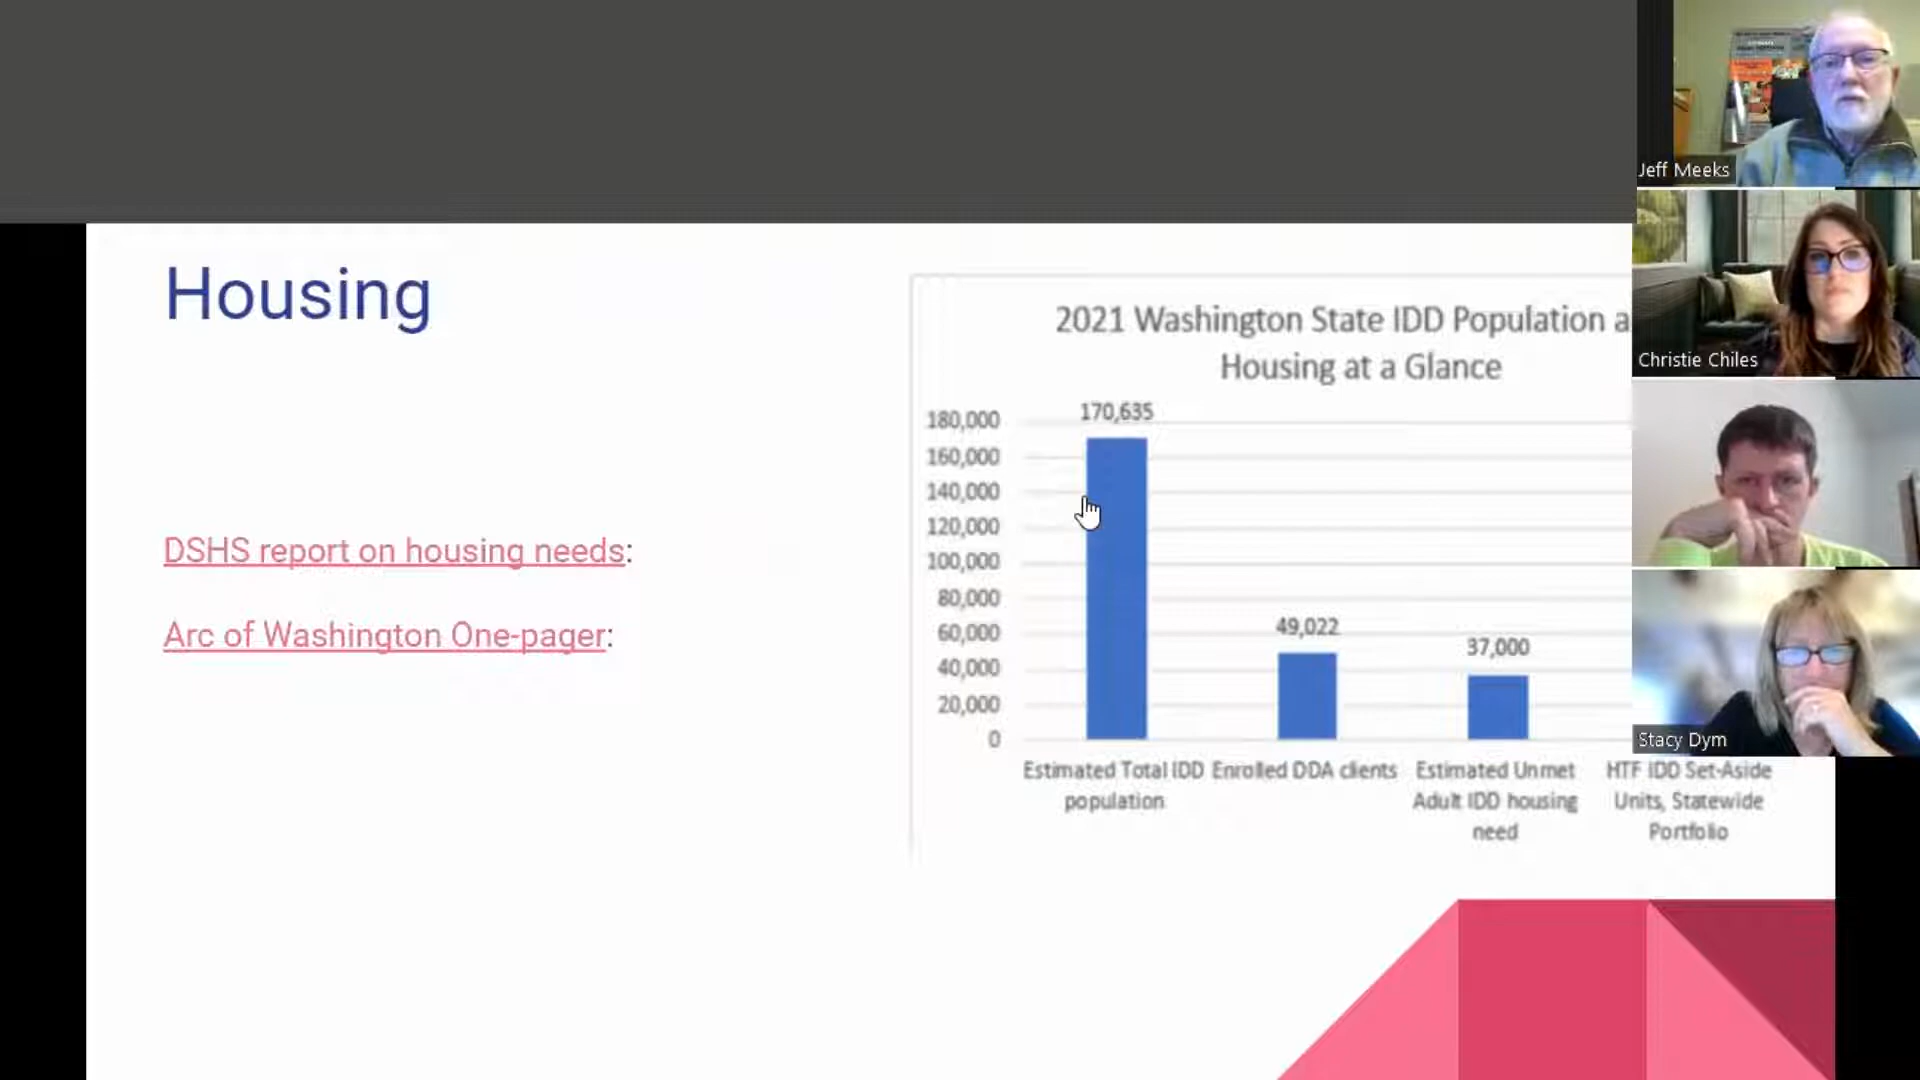 Housing
DSHS report on housing needs:
Arc of Washington One-pager:
2021 Washington State IDD Population a
Housing at a Glance
180,000
160,000
140,000
120,000
100,000
80,000
60,000
40,000
20,000
0
170,635
49,022
37,000
Estimated Total IDD
population
Enrolled DDA clients
Estimated Unmet
Adult IDD housing
need
HTF IDD Set-Aside
Units, Statewide
Portfolio
Jeff Meeks
Christie Chiles
Stacy Dym